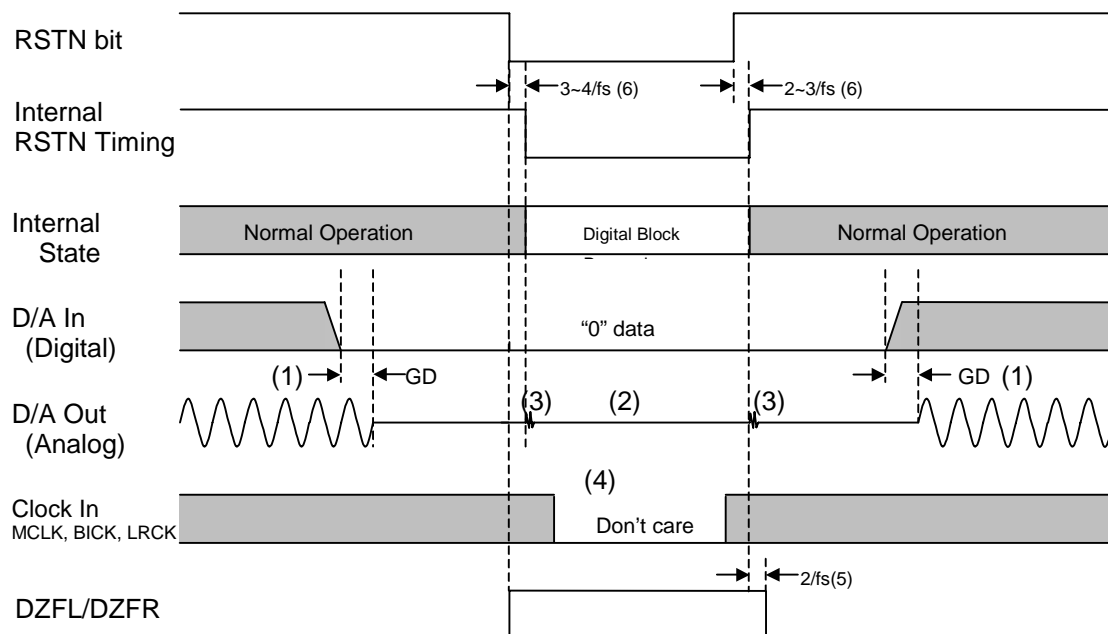 RSTN bit
3~4/fs (6)
2~3/fs (6)
Internal
RSTN Timing
Internal
State
Normal Operation
Digital Block
Normal Operation
D/A In
(Digital)
“0” data
(1)
GD
GD
(1)
D/A Out
(Analog)
(3)
(2)
(3)
Clock In
MCLK, BICK, LRCK
(4)
Don’t care
2/fs(5)
DZFL/DZFR